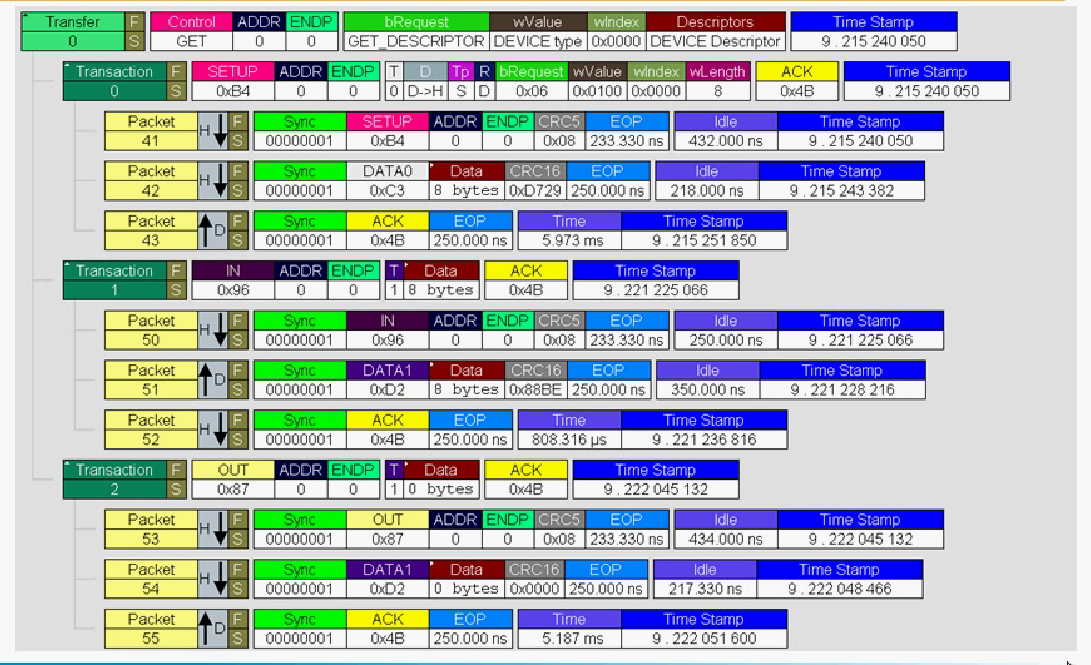 Transfer F Control ADDR ENDP bRequest wValue wIndex Descriptors Time Stamp
0 S GET 0 0 GET_DESCRIPTOR DEVICE type 0x0000 DEVICE Descriptor 9 . 215 240 050
Transaction F SETUP ADDR ENDP T D Tp R bRequest wValue wIndex wLength ACK Time Stamp
0 S 0xB4 0 0 0 D->H S D 0x06 0x0100 0x0000 8 0x4B 9 . 215 240 050
Packet H F Sync SETUP ADDR ENDP CRC5 EOP Idle Time Stamp
41 S 00000001 0xB4 0 0 0x08 233.330 ns 432.000 ns 9 . 215 240 050
Packet H F Sync DATA0 Data CRC16 EOP Idle Time Stamp
42 S 00000001 0xC3 8 bytes 0xD729 250.000 ns 218.000 ns 9 . 215 243 382
Packet D F Sync ACK EOP Time Time Stamp
43 S 00000001 0x4B 250.000 ns 5.973 ms 9 . 215 251 850
Transaction F IN ADDR ENDP T Data ACK Time Stamp
1 S 0x96 0 0 1 8 bytes 0x4B 9 . 221 225 066
Packet H F Sync IN ADDR ENDP CRC5 EOP Idle Time Stamp
50 S 00000001 0x96 0 0 0x08 233.330 ns 250.000 ns 9 . 221 225 066
Packet D F Sync DATA1 Data CRC16 EOP Idle Time Stamp
51 S 00000001 0xD2 8 bytes 0x88BE 250.000 ns 350.000 ns 9 . 221 228 216
Packet H F Sync ACK EOP Time Time Stamp
52 S 00000001 0x4B 250.000 ns 808.316 µs 9 . 221 236 816
Transaction F OUT ADDR ENDP T Data ACK Time Stamp
2 S 0x87 0 0 1 0 bytes 0x4B 9 . 222 045 132
Packet H F Sync OUT ADDR ENDP CRC5 EOP Idle Time Stamp
53 S 00000001 0x87 0 0 0x08 233.330 ns 434.000 ns 9 . 222 045 132
Packet H F Sync DATA1 Data CRC16 EOP Idle Time Stamp
54 S 00000001 0xD2 0 bytes 0x0000 250.000 ns 217.330 ns 9 . 222 048 466
Packet D F Sync ACK EOP Time Time Stamp
55 S 00000001 0x4B 250.000 ns 5.187 ms 9 . 222 051 600